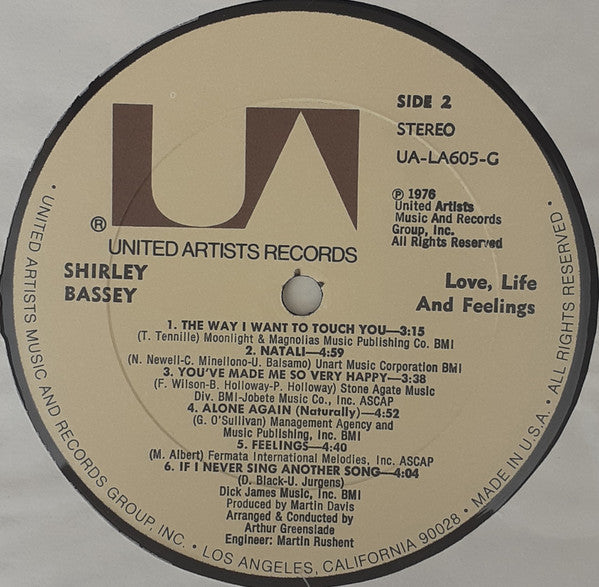 UA
®
UNITED ARTISTS RECORDS
SIDE 2
STEREO
UA-LA605-G
℗ 1976
United Artists
Music And Records
Group, Inc.
All Rights Reserved
SHIRLEY
BASSEY
Love, Life
And Feelings
1. THE WAY I WANT TO TOUCH YOU—3:15
(T. Tennille) Moonlight & Magnolias Music Publishing Co. BMI
2. NATALI—4:59
(N. Newell-C. Minellono-U. Balsamo) Unart Music Corporation BMI
3. YOU'VE MADE ME SO VERY HAPPY—3:38
(F. Wilson-B. Holloway-P. Holloway) Stone Agate Music
Div. BMI-Jobete Music Co., Inc. ASCAP
4. ALONE AGAIN (Naturally)—4:52
(G. O'Sullivan) Management Agency and
Music Publishing, Inc. BMI
5. FEELINGS—4:40
(M. Albert) Fermata International Melodies, Inc. ASCAP
6. IF I NEVER SING ANOTHER SONG—4:04
(D. Black-U. Jurgens)
Dick James Music, Inc. BMI
Produced by Martin Davis
Arranged & Conducted by
Arthur Greenslade
Engineer: Martin Rushent
• UNITED ARTISTS MUSIC AND RECORDS GROUP, INC. • LOS ANGELES, CALIFORNIA 90028 • MADE IN U.S.A. • ALL RIGHTS RESERVED •